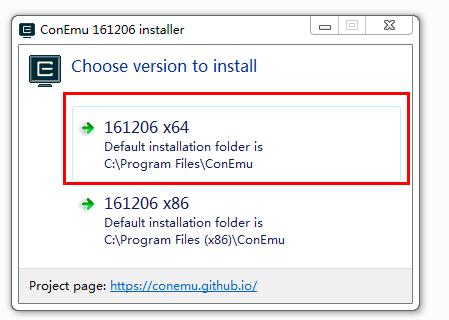 ConEmu 161206 installer
Choose version to install
161206 x64
Default installation folder is
C:\Program Files\ConEmu
161206 x86
Default installation folder is
C:\Program Files (x86)\ConEmu
Project page: https://conemu.github.io/